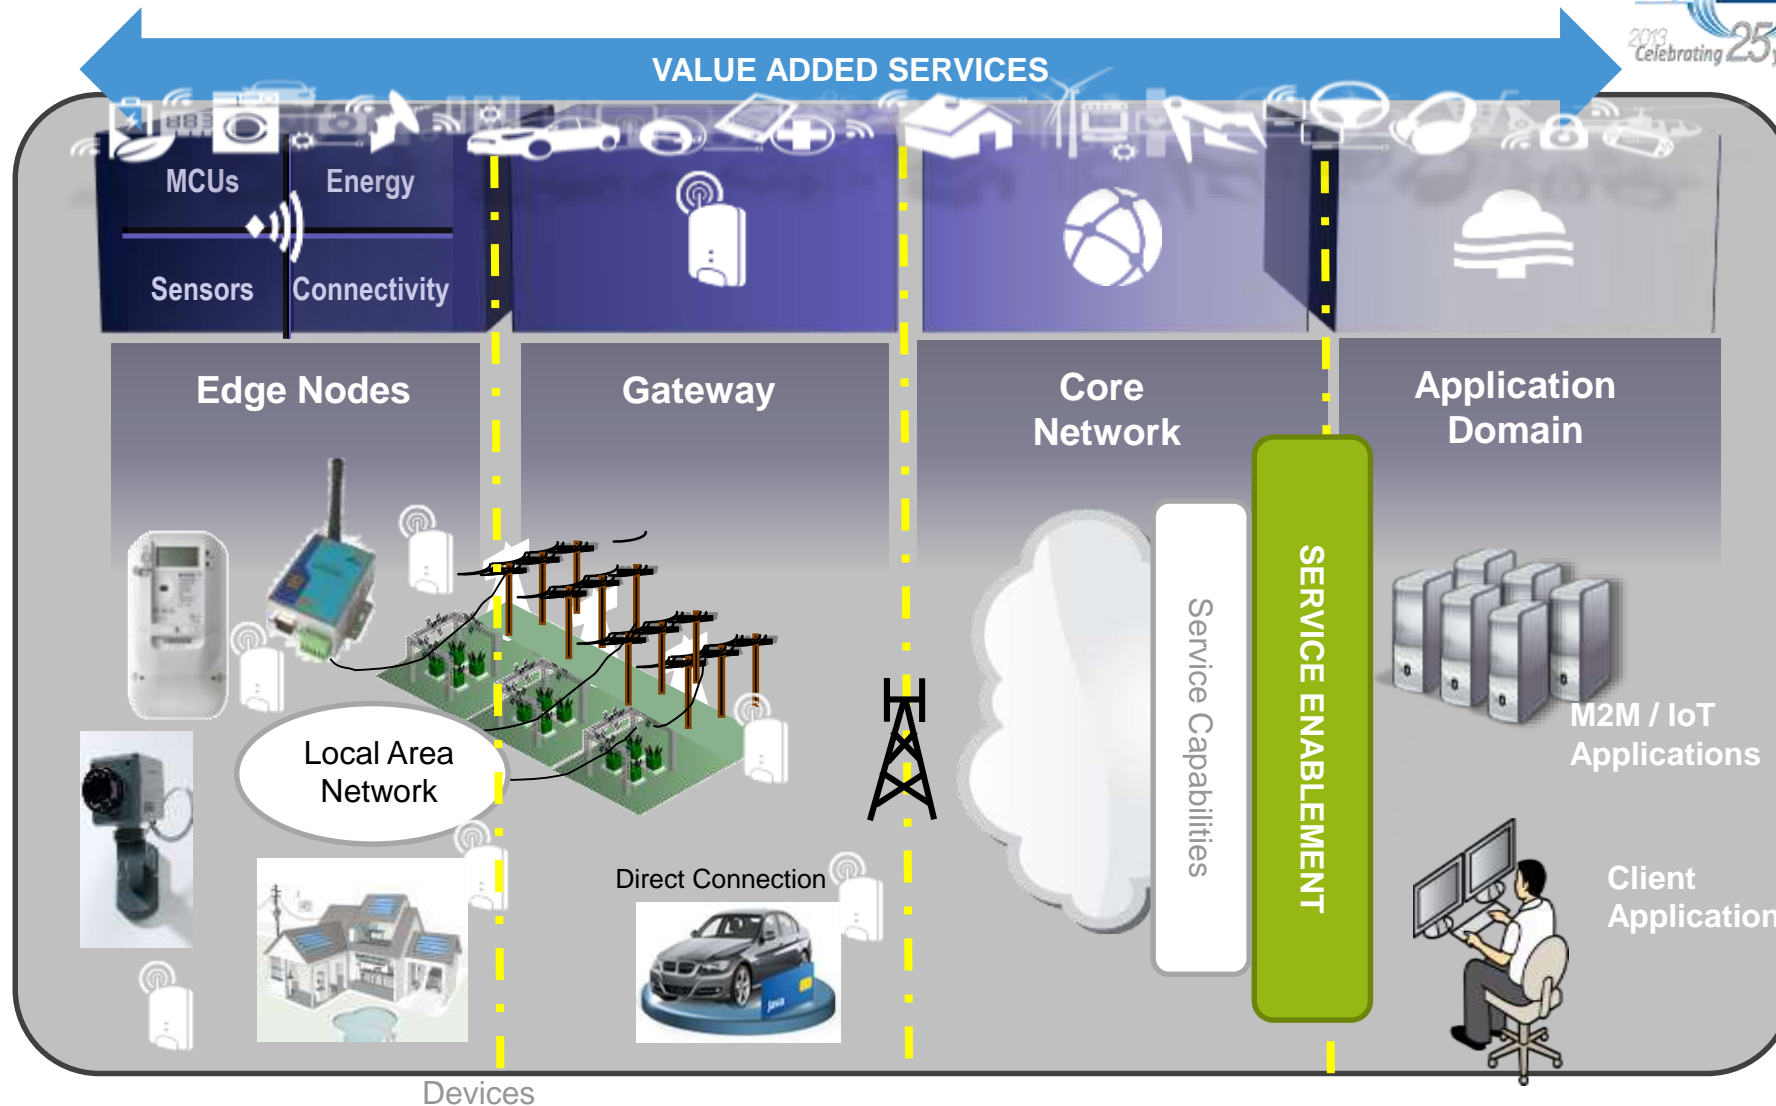 VALUE ADDED SERVICES
2013
Celebrating 25
MCUs
Energy
Sensors
Connectivity
Edge Nodes
Gateway
Core
Network
Application
Domain
Local Area
Network
Direct Connection
java
Service Capabilities
SERVICE ENABLEMENT
M2M / IoT
Applications
Client
Application
Devices